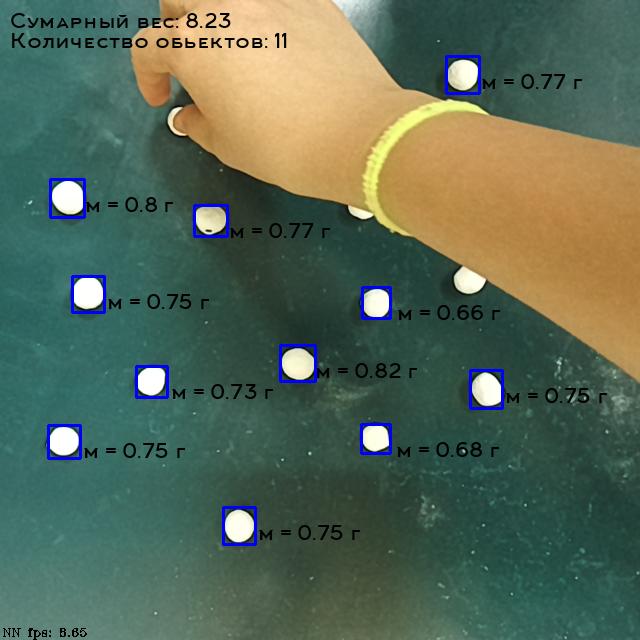 Сумарный вес: 8.23
Количество обьектов: 11
м = 0.77 г
м = 0.8 г
м = 0.77 г
м = 0.75 г
м = 0.66 г
м = 0.82 г
м = 0.73 г
м = 0.75 г
м = 0.75 г
м = 0.68 г
м = 0.75 г
NN fps: 8.65